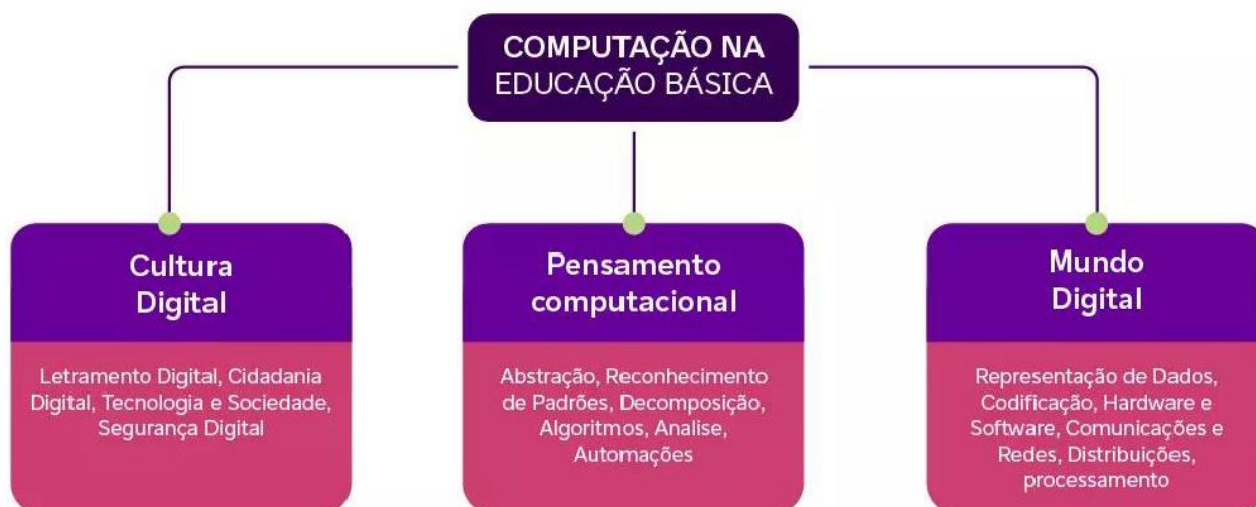 COMPUTAÇÃO NA
EDUCAÇÃO BÁSICA
Cultura
Digital
Letramento Digital, Cidadania
Digital, Tecnologia e Sociedade,
Segurança Digital
Pensamento
computacional
Abstração, Reconhecimento
de Padrões, Decomposição,
Algoritmos, Analise,
Automações
Mundo
Digital
Representação de Dados,
Codificação, Hardware e
Software, Comunicações e
Redes, Distribuições,
processamento